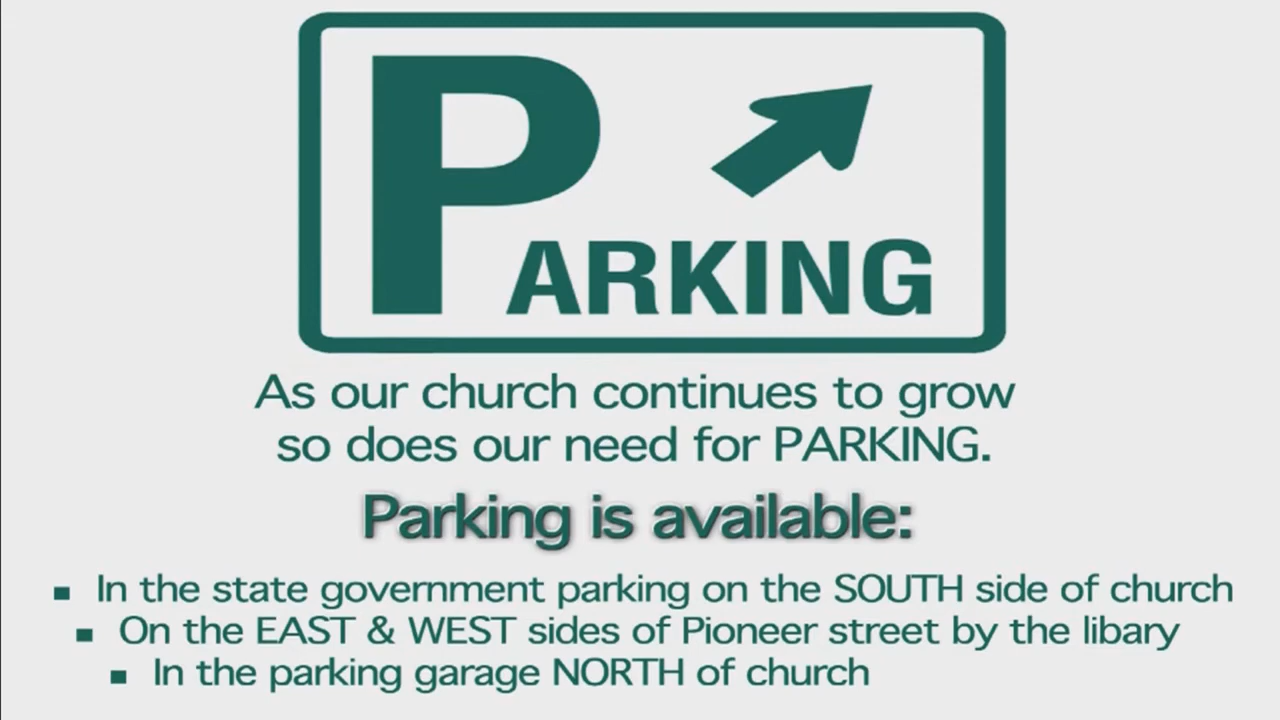 PARKING
As our church continues to grow
so does our need for PARKING.
Parking is available:
▪ In the state government parking on the SOUTH side of church
▪ On the EAST & WEST sides of Pioneer street by the libary
▪ In the parking garage NORTH of church